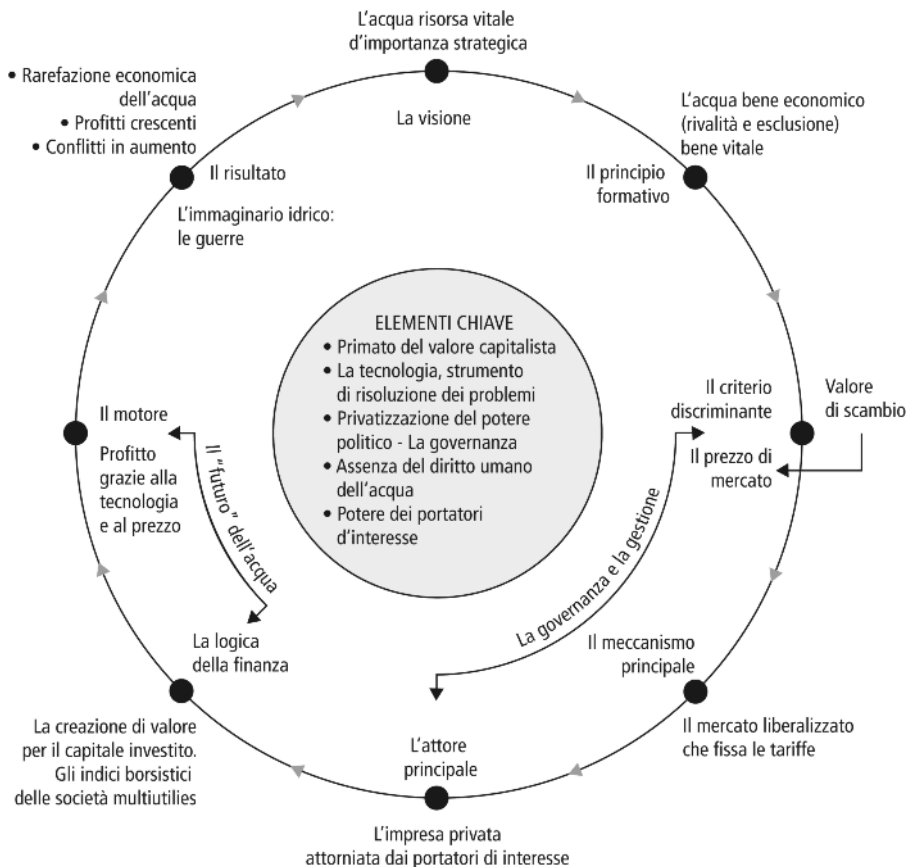 L'acqua risorsa vitale
d'importanza strategica
La visione
L'acqua bene economico
(rivalità e esclusione)
bene vitale
Il principio
formativo
Valore
di scambio
Il criterio
discriminante
Il prezzo di
mercato
Il meccanismo
principale
Il mercato liberalizzato
che fissa le tariffe
La governanza e la gestione
L'attore
principale
L'impresa privata
attorniata dai portatori di interesse
La logica
della finanza
La creazione di valore
per il capitale investito.
Gli indici borsistici
delle società multiutilies
Il "futuro" dell'acqua
Il motore
Profitto
grazie alla
tecnologia
e al prezzo
• Rarefazione economica
dell'acqua
• Profitti crescenti
• Conflitti in aumento
Il risultato
L'immaginario idrico:
le guerre
ELEMENTI CHIAVE
• Primato del valore capitalista
• La tecnologia, strumento
di risoluzione dei problemi
• Privatizzazione del potere
politico - La governanza
• Assenza del diritto umano
dell'acqua
• Potere dei portatori
d'interesse